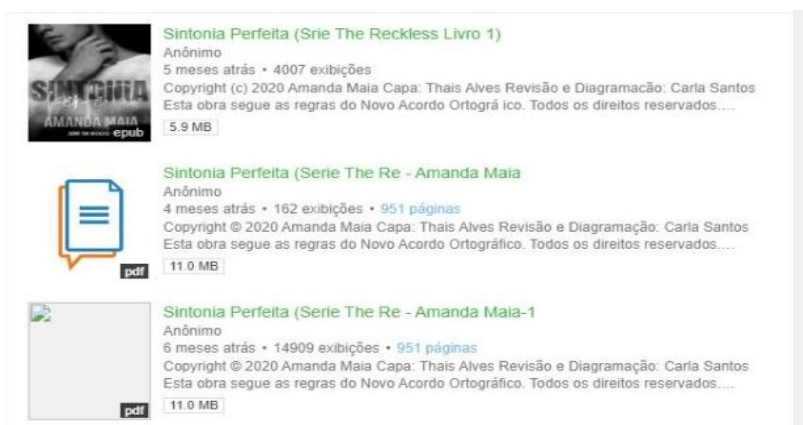 Sintonia Perfeita (Srie The Reckless Livro 1)
Anônimo
5 meses atrás • 4007 exibições
Copyright (c) 2020 Amanda Maia Capa: Thais Alves Revisão e Diagramacão: Carla Santos
Esta obra segue as regras do Novo Acordo Ortográ ico. Todos os direitos reservados....
5.9 MB
SINTONIA
AMANDA MAIA
epub
Sintonia Perfeita (Serie The Re - Amanda Maia
Anônimo
4 meses atrás • 162 exibições • 951 páginas
Copyright © 2020 Amanda Maia Capa: Thais Alves Revisão e Diagramação: Carla Santos
Esta obra segue as regras do Novo Acordo Ortográfico. Todos os direitos reservados....
11.0 MB
pdf
Sintonia Perfeita (Serie The Re - Amanda Maia-1
Anônimo
6 meses atrás • 14909 exibições • 951 páginas
Copyright © 2020 Amanda Maia Capa: Thais Alves Revisão e Diagramação: Carla Santos
Esta obra segue as regras do Novo Acordo Ortográfico. Todos os direitos reservados....
11.0 MB
pdf